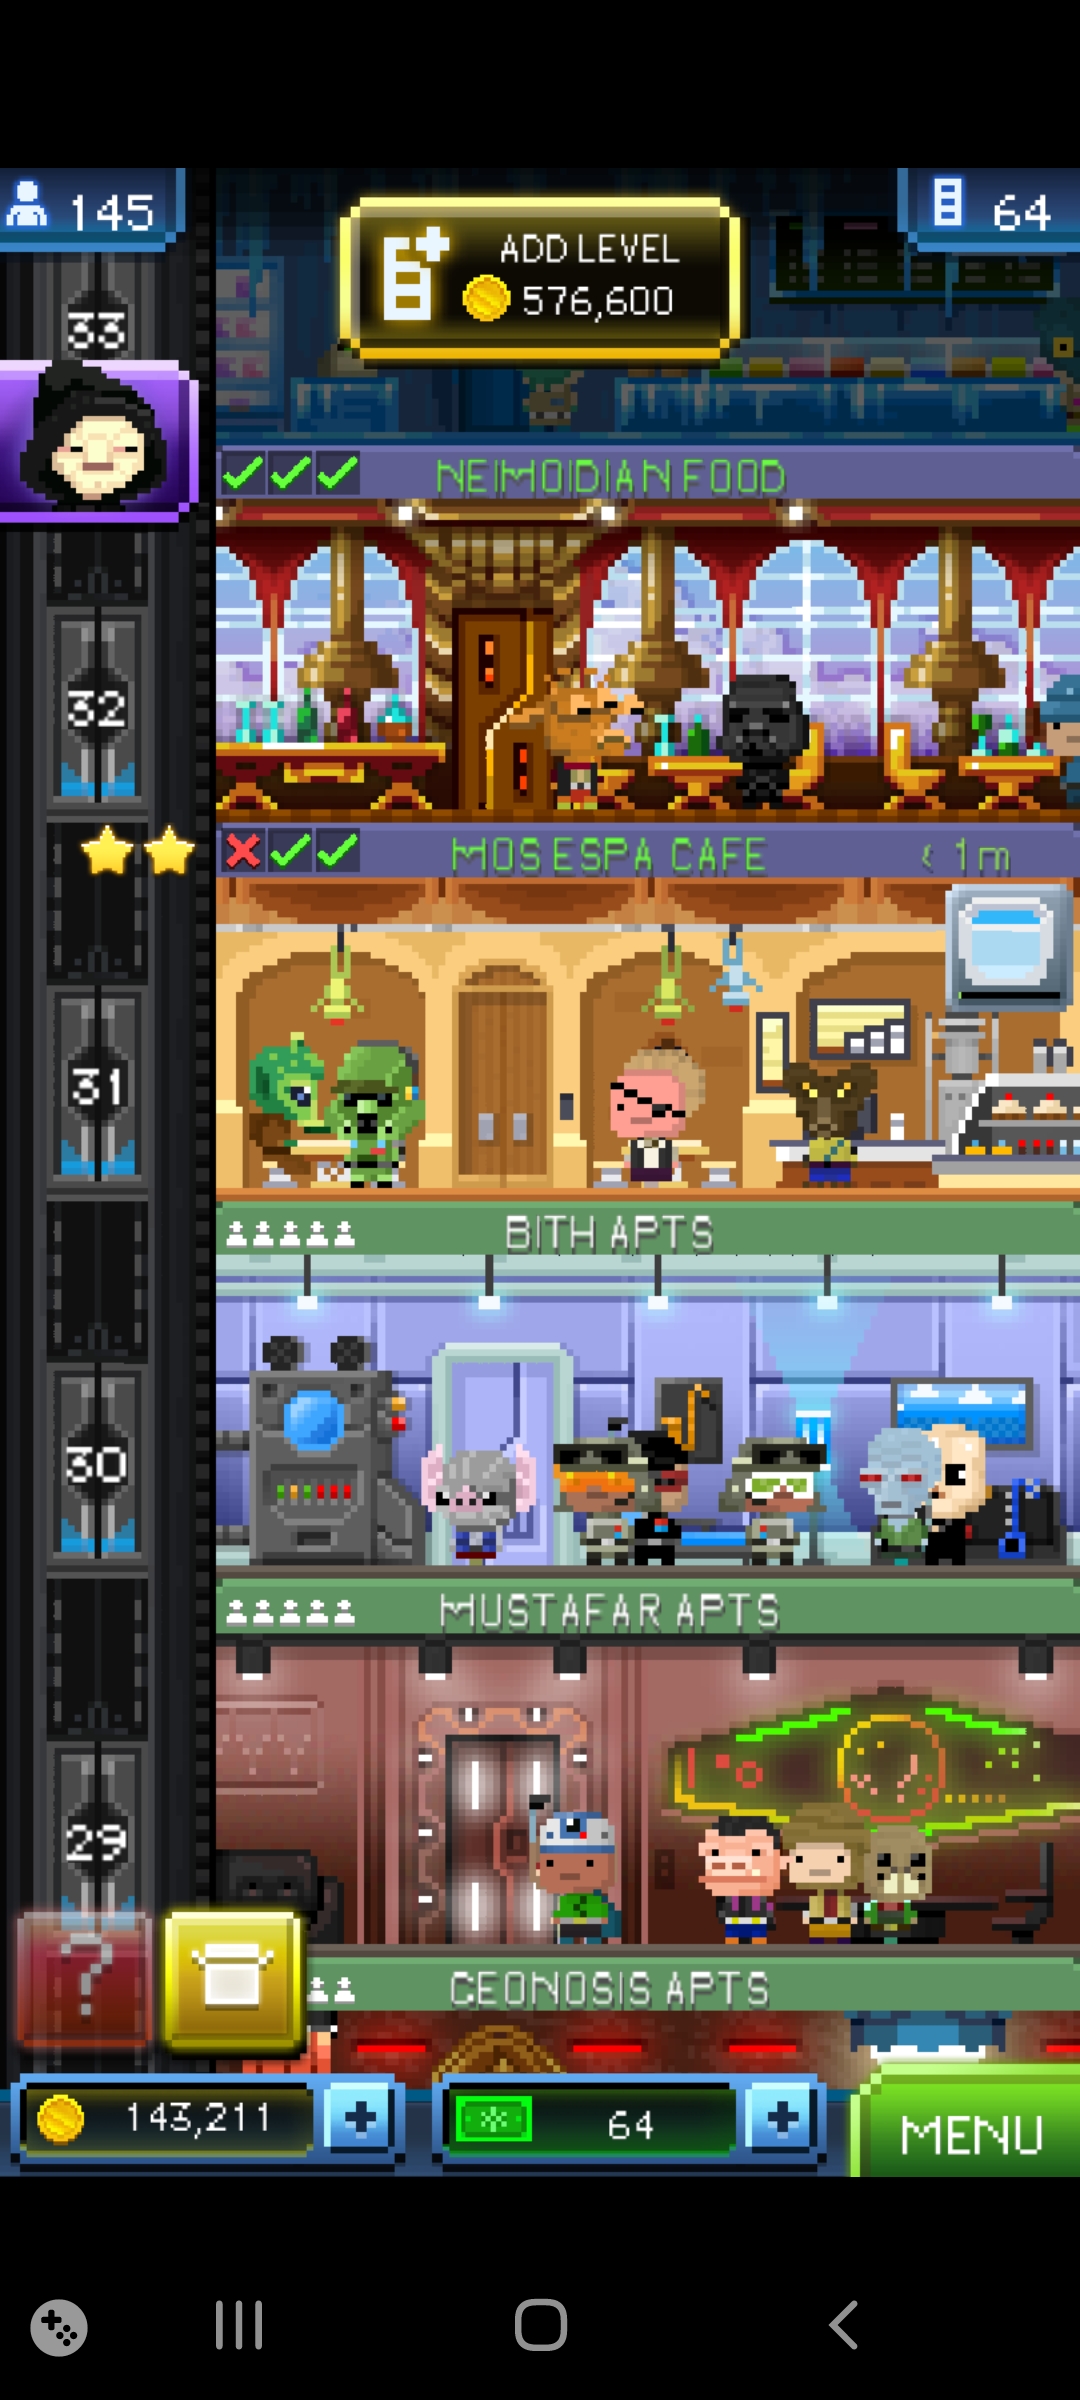 145
ADD LEVEL
576,600
64
33
NEIMOIDIAN FOOD
32
MOS ESPA CAFE < 1m
31
BITH APTS
30
MUSTAFAR APTS
29
?
GEONOSIS APTS
143,211
+
64
+
MENU